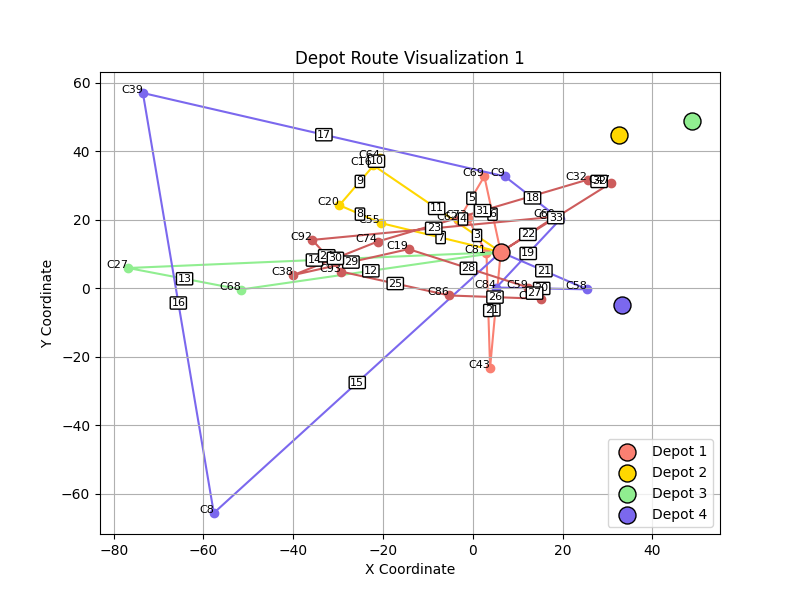 Depot Route Visualization 1
60
40
20
0
−20
−40
−60
Y Coordinate
−80
−60
−40
−20
0
20
40
X Coordinate
C39
17
C64
C16
10
9
C69
C9
C32
5
18
C20
11
8
C55
31
33
4
23
7
3
22
C92
C74
C19
C81
19
30
29
28
12
21
C27
13
C38
C93
25
C68
C84
C59
C58
C86
26
27
16
21
C43
15
C8
Depot 1
Depot 2
Depot 3
Depot 4